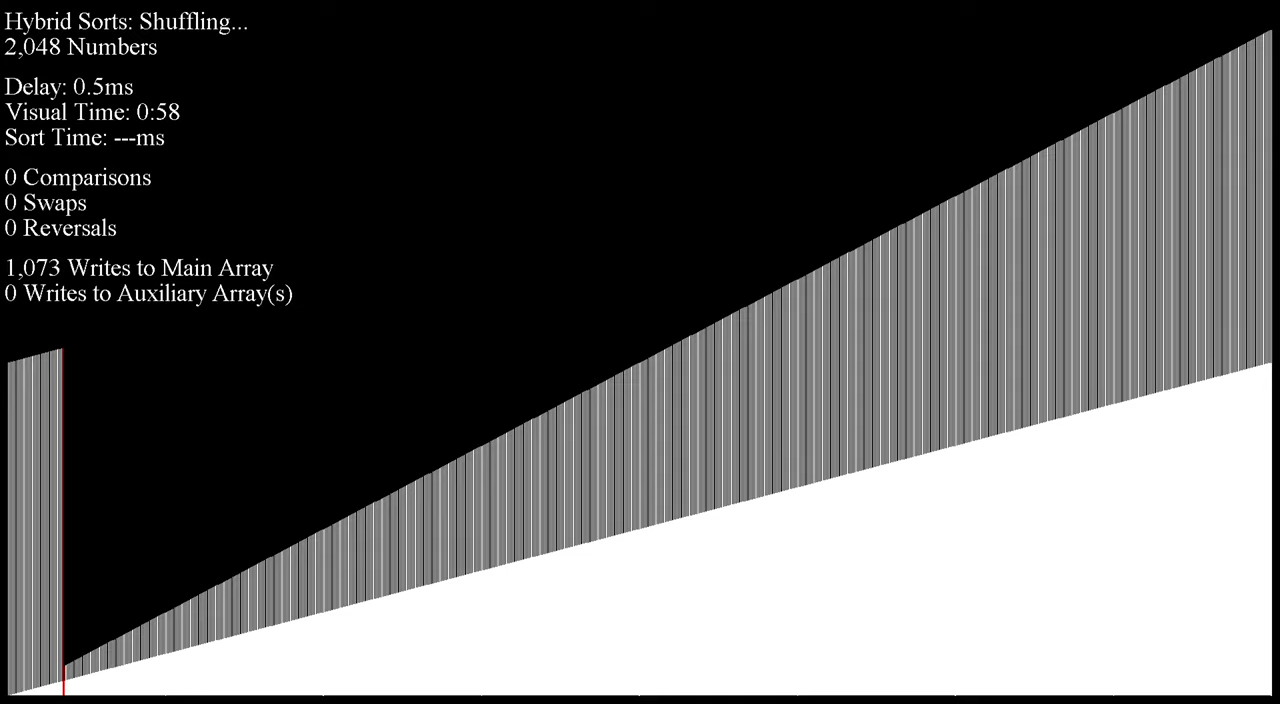 Hybrid Sorts: Shuffling...
2,048 Numbers
Delay: 0.5ms
Visual Time: 0:58
Sort Time: ---ms
0 Comparisons
0 Swaps
0 Reversals
1,073 Writes to Main Array
0 Writes to Auxiliary Array(s)